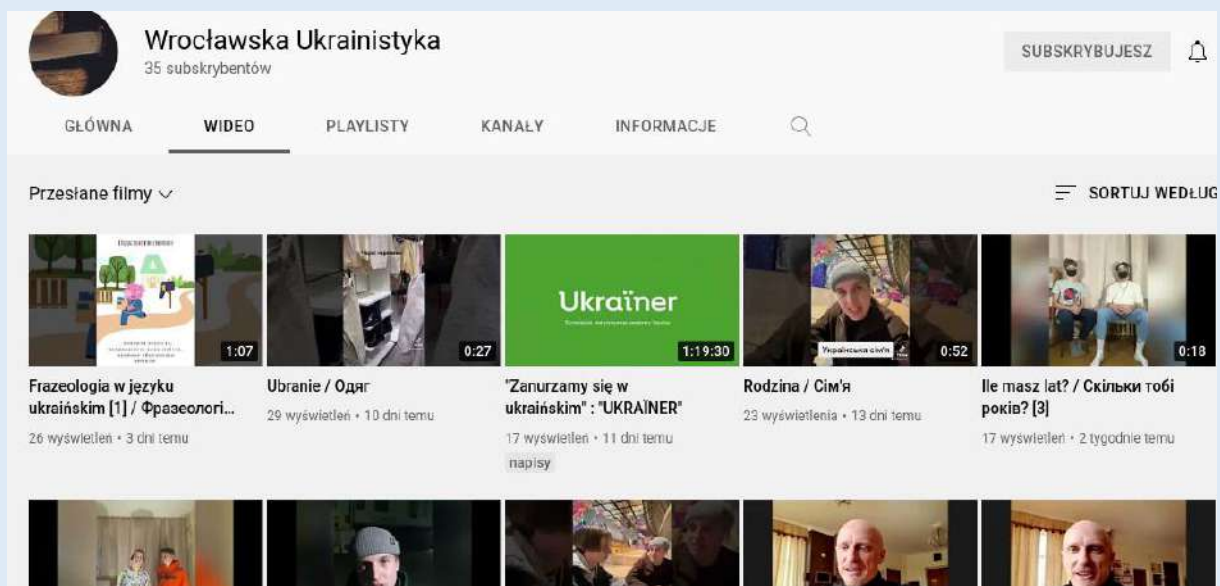 Wrocławska Ukrainistyka
35 subskrybentów
SUBSKRYBUJESZ
GŁÓWNA WIDEO PLAYLISTY KANAŁY INFORMACJE
Przesłane filmy
SORTUJ WEDŁUG
Ukraïner
1:07 0:27 1:19:30 Українська сім'я 0:52 0:18
Frazeologia w języku
ukraińskim [1] / Фразеологі...
26 wyświetleń • 3 dni temu
Ubranie / Одяг
29 wyświetleń • 10 dni temu
"Zanurzamy się w
ukraińskim" : "UKRAÏNER"
17 wyświetleń • 11 dni temu
napisy
Rodzina / Сім'я
23 wyświetlenia • 13 dni temu
Ile masz lat? / Скільки тобі
років? [3]
17 wyświetleń • 2 tygodnie temu